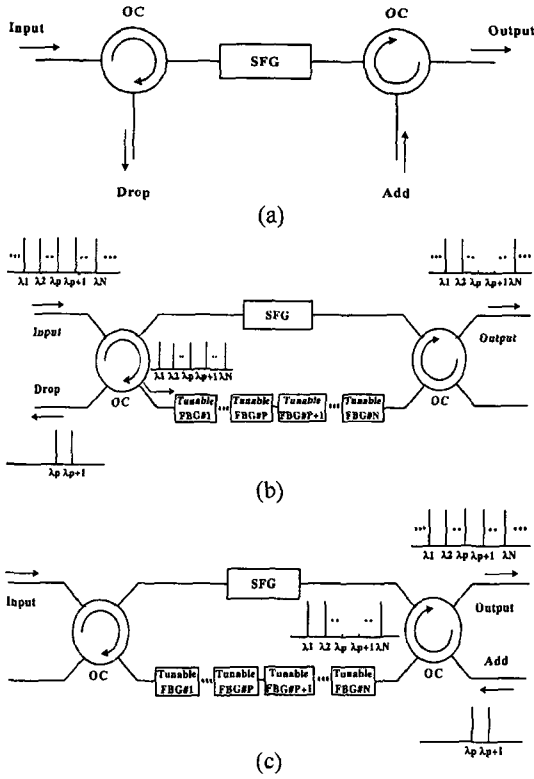 OC
OC
Input
Output
SFG
Drop
Add
(a)
... λ1 λ2 .. λp λp+1 .. λN ...
... λ1 λ2 .. λp λp+1 .. λN ...
Input
SFG
Output
λ1 λ2 .. λp λp+1 .. λN
Drop
OC
OC
Tunable FBG#1 ... Tunable FBG#P Tunable FBG#P+1 ... Tunable FBG#N
λp λp+1
(b)
... λ1 λ2 .. λp λp+1 .. λN ...
Input
SFG
Output
λ1 λ2 .. λp λp+1 .. λN
Add
OC
OC
Tunable FBG#1 ... Tunable FBG#P Tunable FBG#P+1 ... Tunable FBG#N
λp λp+1
(c)